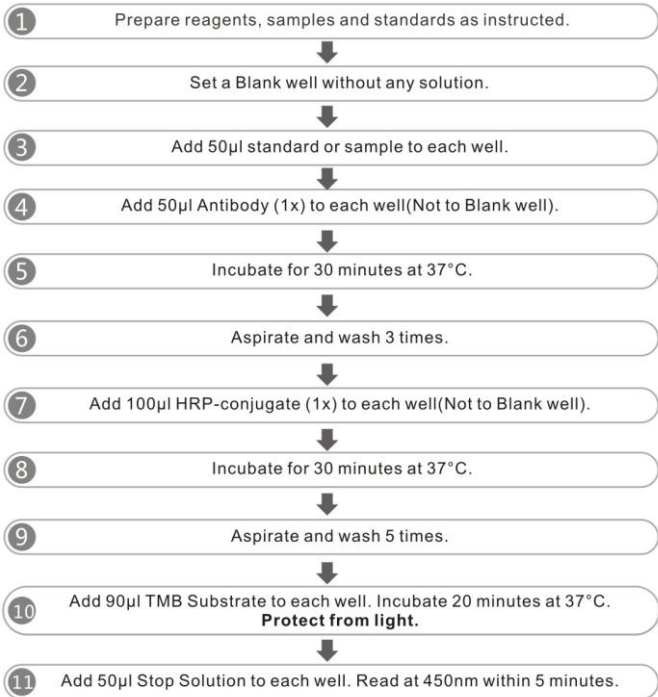 1 Prepare reagents, samples and standards as instructed.
2 Set a Blank well without any solution.
3 Add 50μl standard or sample to each well.
4 Add 50μl Antibody (1x) to each well(Not to Blank well).
5 Incubate for 30 minutes at 37°C.
6 Aspirate and wash 3 times.
7 Add 100μl HRP-conjugate (1x) to each well(Not to Blank well).
8 Incubate for 30 minutes at 37°C.
9 Aspirate and wash 5 times.
10 Add 90μl TMB Substrate to each well. Incubate 20 minutes at 37°C.
Protect from light.
11 Add 50μl Stop Solution to each well. Read at 450nm within 5 minutes.